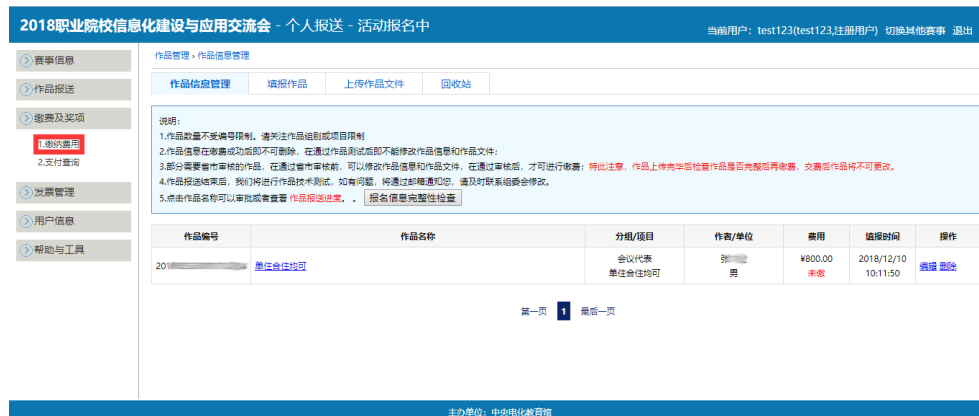 2018职业院校信息化建设与应用交流会 - 个人报送 - 活动报名中
当前用户：test123(test123,注册用户) 切换其他赛事 退出
赛事信息
作品报送
缴费及奖项
1.缴纳费用
2.支付查询
发票管理
用户信息
帮助与工具
作品管理 › 作品信息管理
作品信息管理 填报作品 上传作品文件 回收站
说明：
1.作品数量不受编号限制。请关注作品组别或项目限制
2.作品信息在缴费成功后即不可删除，在通过作品测试后即不能修改作品信息和作品文件；
3.部分需要省市审核的作品，在通过省市审核前，可以修改作品信息和作品文件，在通过审核后，才可进行缴费；特此注意，作品上传完毕后检查作品是否完整后再缴费，交费后作品将不可更改。
4.作品报送结束后，我们将进行作品技术测试，如有问题，将通过邮箱通知您，请及时联系组委会修改。
5.点击作品名称可以审批或者查看 作品报送进度。 。 报名信息完整性检查
作品编号 作品名称 分组/项目 作者/单位 费用 填报时间 操作
201 单住合住均可 会议代表 张 ¥800.00 2018/12/10 编辑 删除
单住合住均可 男 未缴 10:11:50
第一页 1 最后一页
主办单位：中央电化教育馆